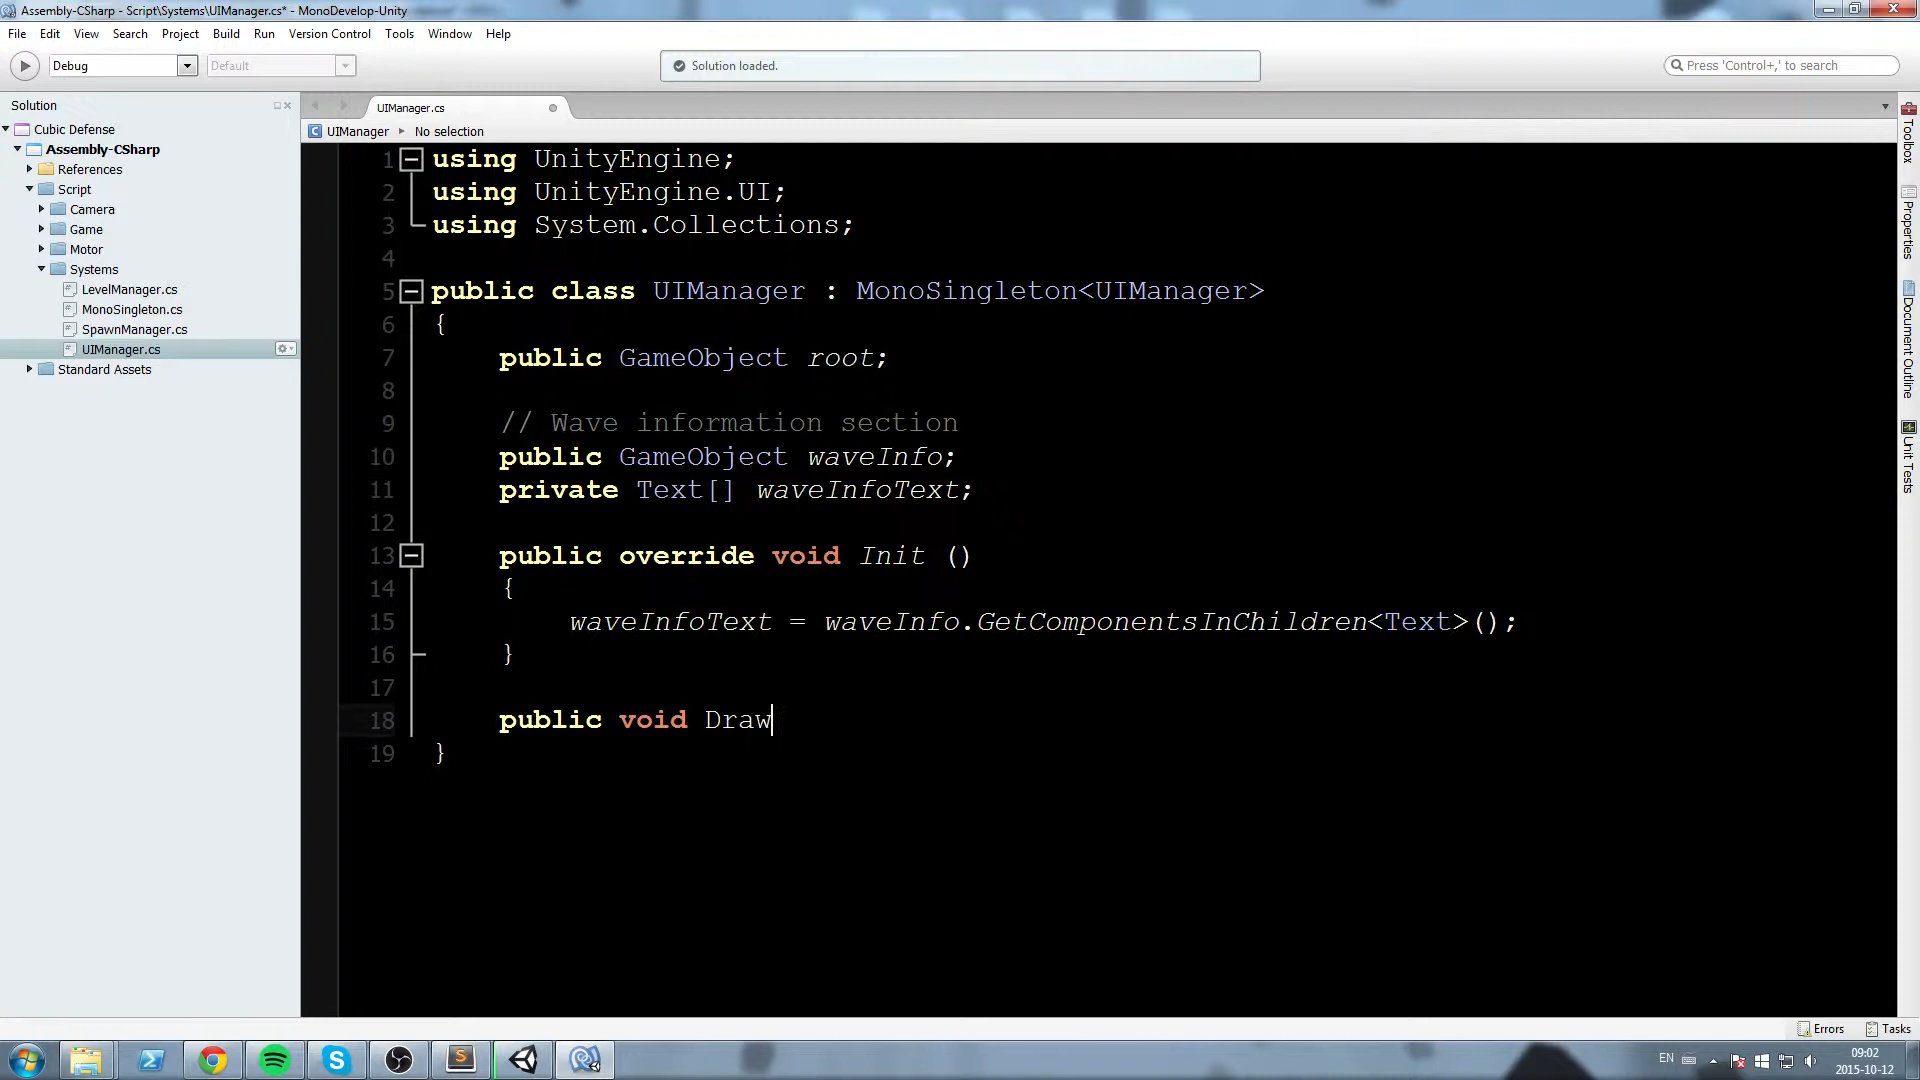 Assembly-CSharp - Script\Systems\UIManager.cs* - MonoDevelop-Unity
File Edit View Search Project Build Run Version Control Tools Window Help
Debug Default Solution loaded. Press 'Control+,' to search
Solution
Cubic Defense
Assembly-CSharp
References
Script
Camera
Game
Motor
Systems
LevelManager.cs
MonoSingleton.cs
SpawnManager.cs
UIManager.cs
Standard Assets
UIManager.cs
UIManager No selection
1 using UnityEngine;
2 using UnityEngine.UI;
3 using System.Collections;
4
5 public class UIManager : MonoSingleton<UIManager>
6 {
7 public GameObject root;
8
9 // Wave information section
10 public GameObject waveInfo;
11 private Text[] waveInfoText;
12
13 public override void Init ()
14 {
15 waveInfoText = waveInfo.GetComponentsInChildren<Text>();
16 }
17
18 public void Draw
19 }
Toolbox
Properties
Document Outline
Unit Tests
Errors Tasks
EN 09:02
2015-10-12